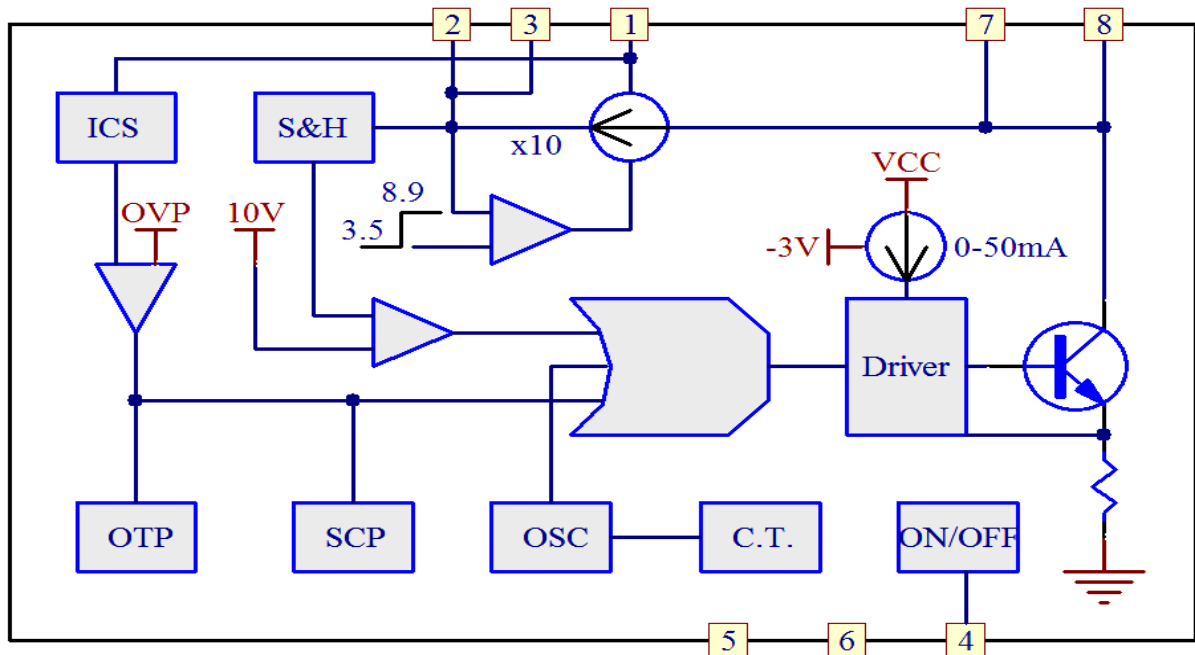 2 3 1 7 8
ICS
S&H
x10
8.9
3.5
VCC
OVP
10V
-3V
0-50mA
Driver
OTP
SCP
OSC
C.T.
ON/OFF
5 6 4